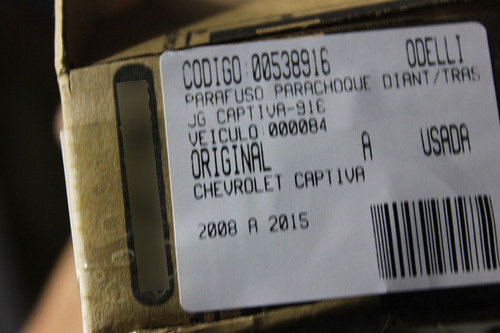 CODIGO:00538916 ODELLI
PARAFUSO PARACHOQUE DIANT/TRAS
JG CAPTIVA-916
VEICULO:000084
ORIGINAL A USADA
CHEVROLET CAPTIVA
2008 A 2015